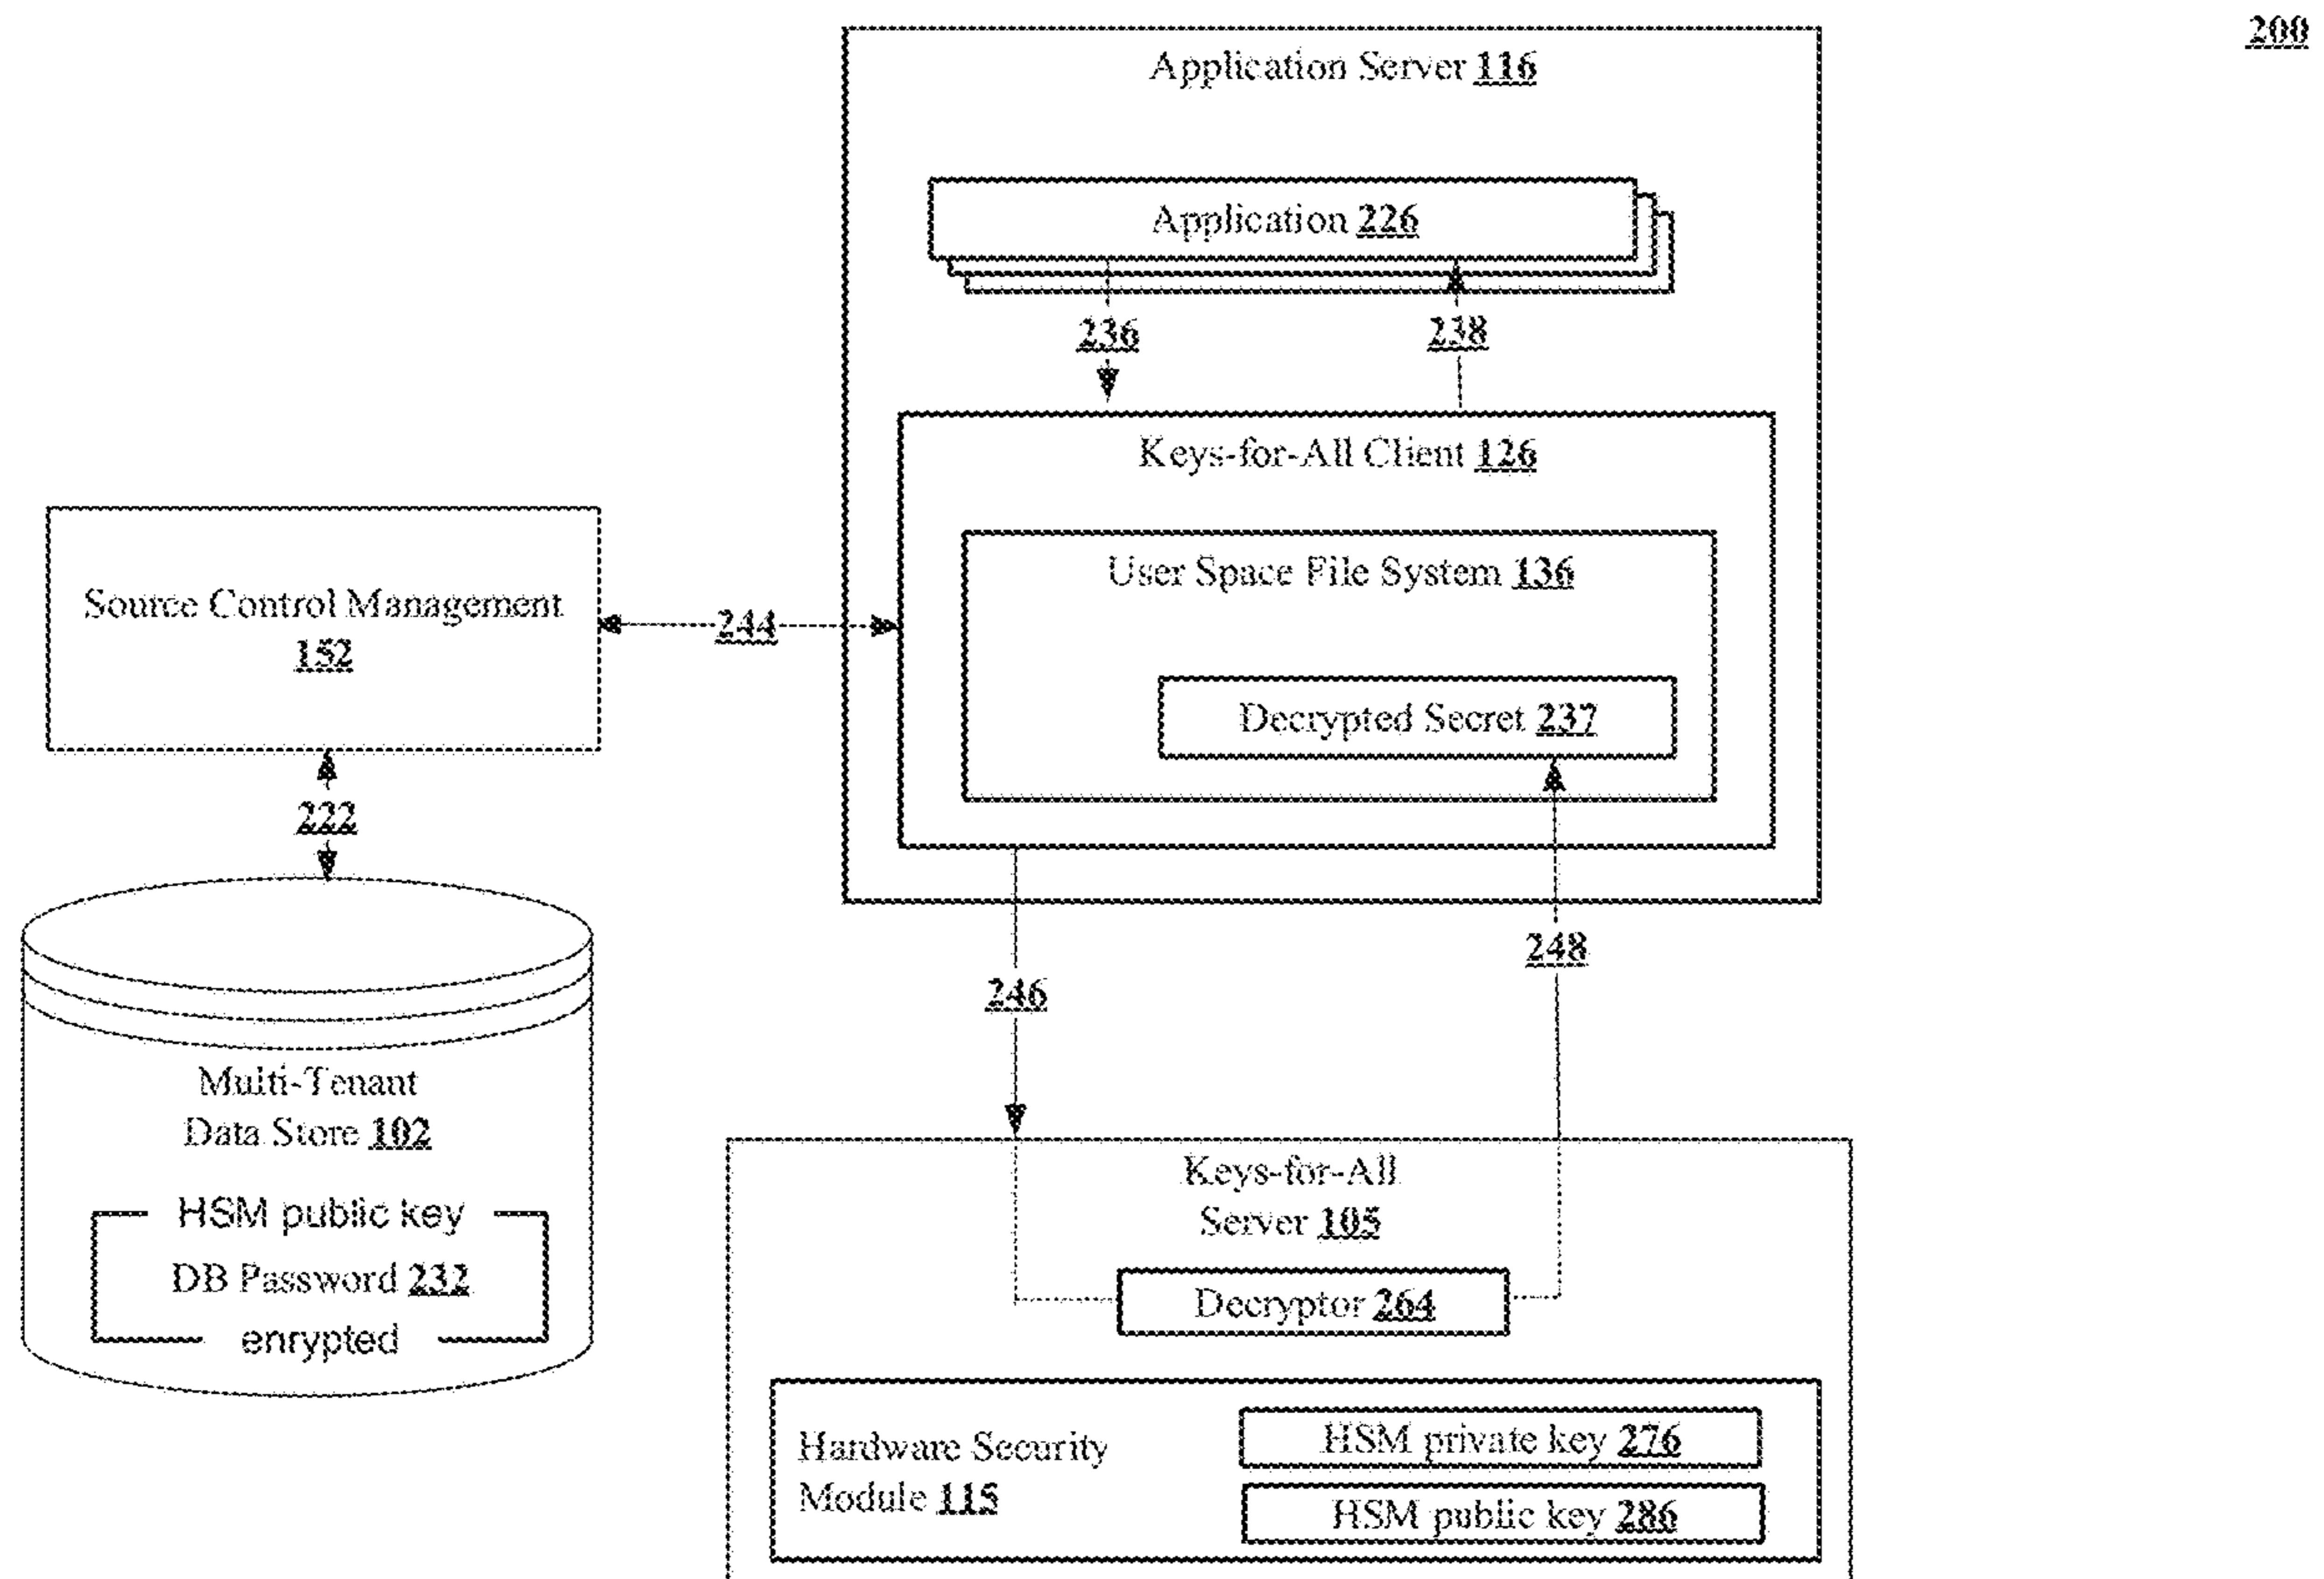 200
Application Server 116
Application 226
236
238
Keys-for-All Client 126
User Space File System 136
Source Control Management
152
244
Decrypted Secret 237
222
248
246
Multi-Tenant
Data Store 102
HSM public key
DB Password 232
enrypted
Keys-for-All
Server 105
Decryptor 264
Hardware Security
Module 115
HSM private key 276
HSM public key 286